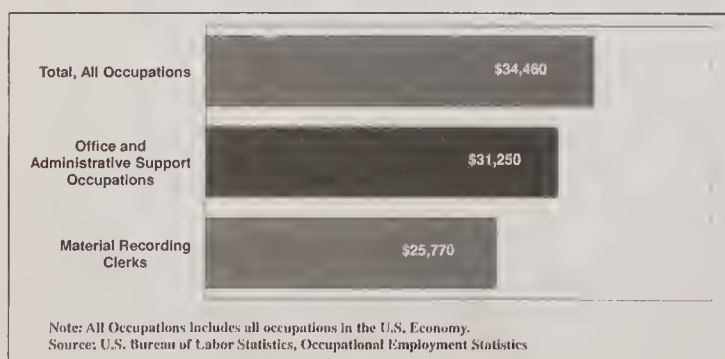 Total, All Occupations
$34,460
Office and
Administrative Support
Occupations
$31,250
Material Recording
Clerks
$25,770
Note: All Occupations includes all occupations in the U.S. Economy.
Source: U.S. Bureau of Labor Statistics, Occupational Employment Statistics